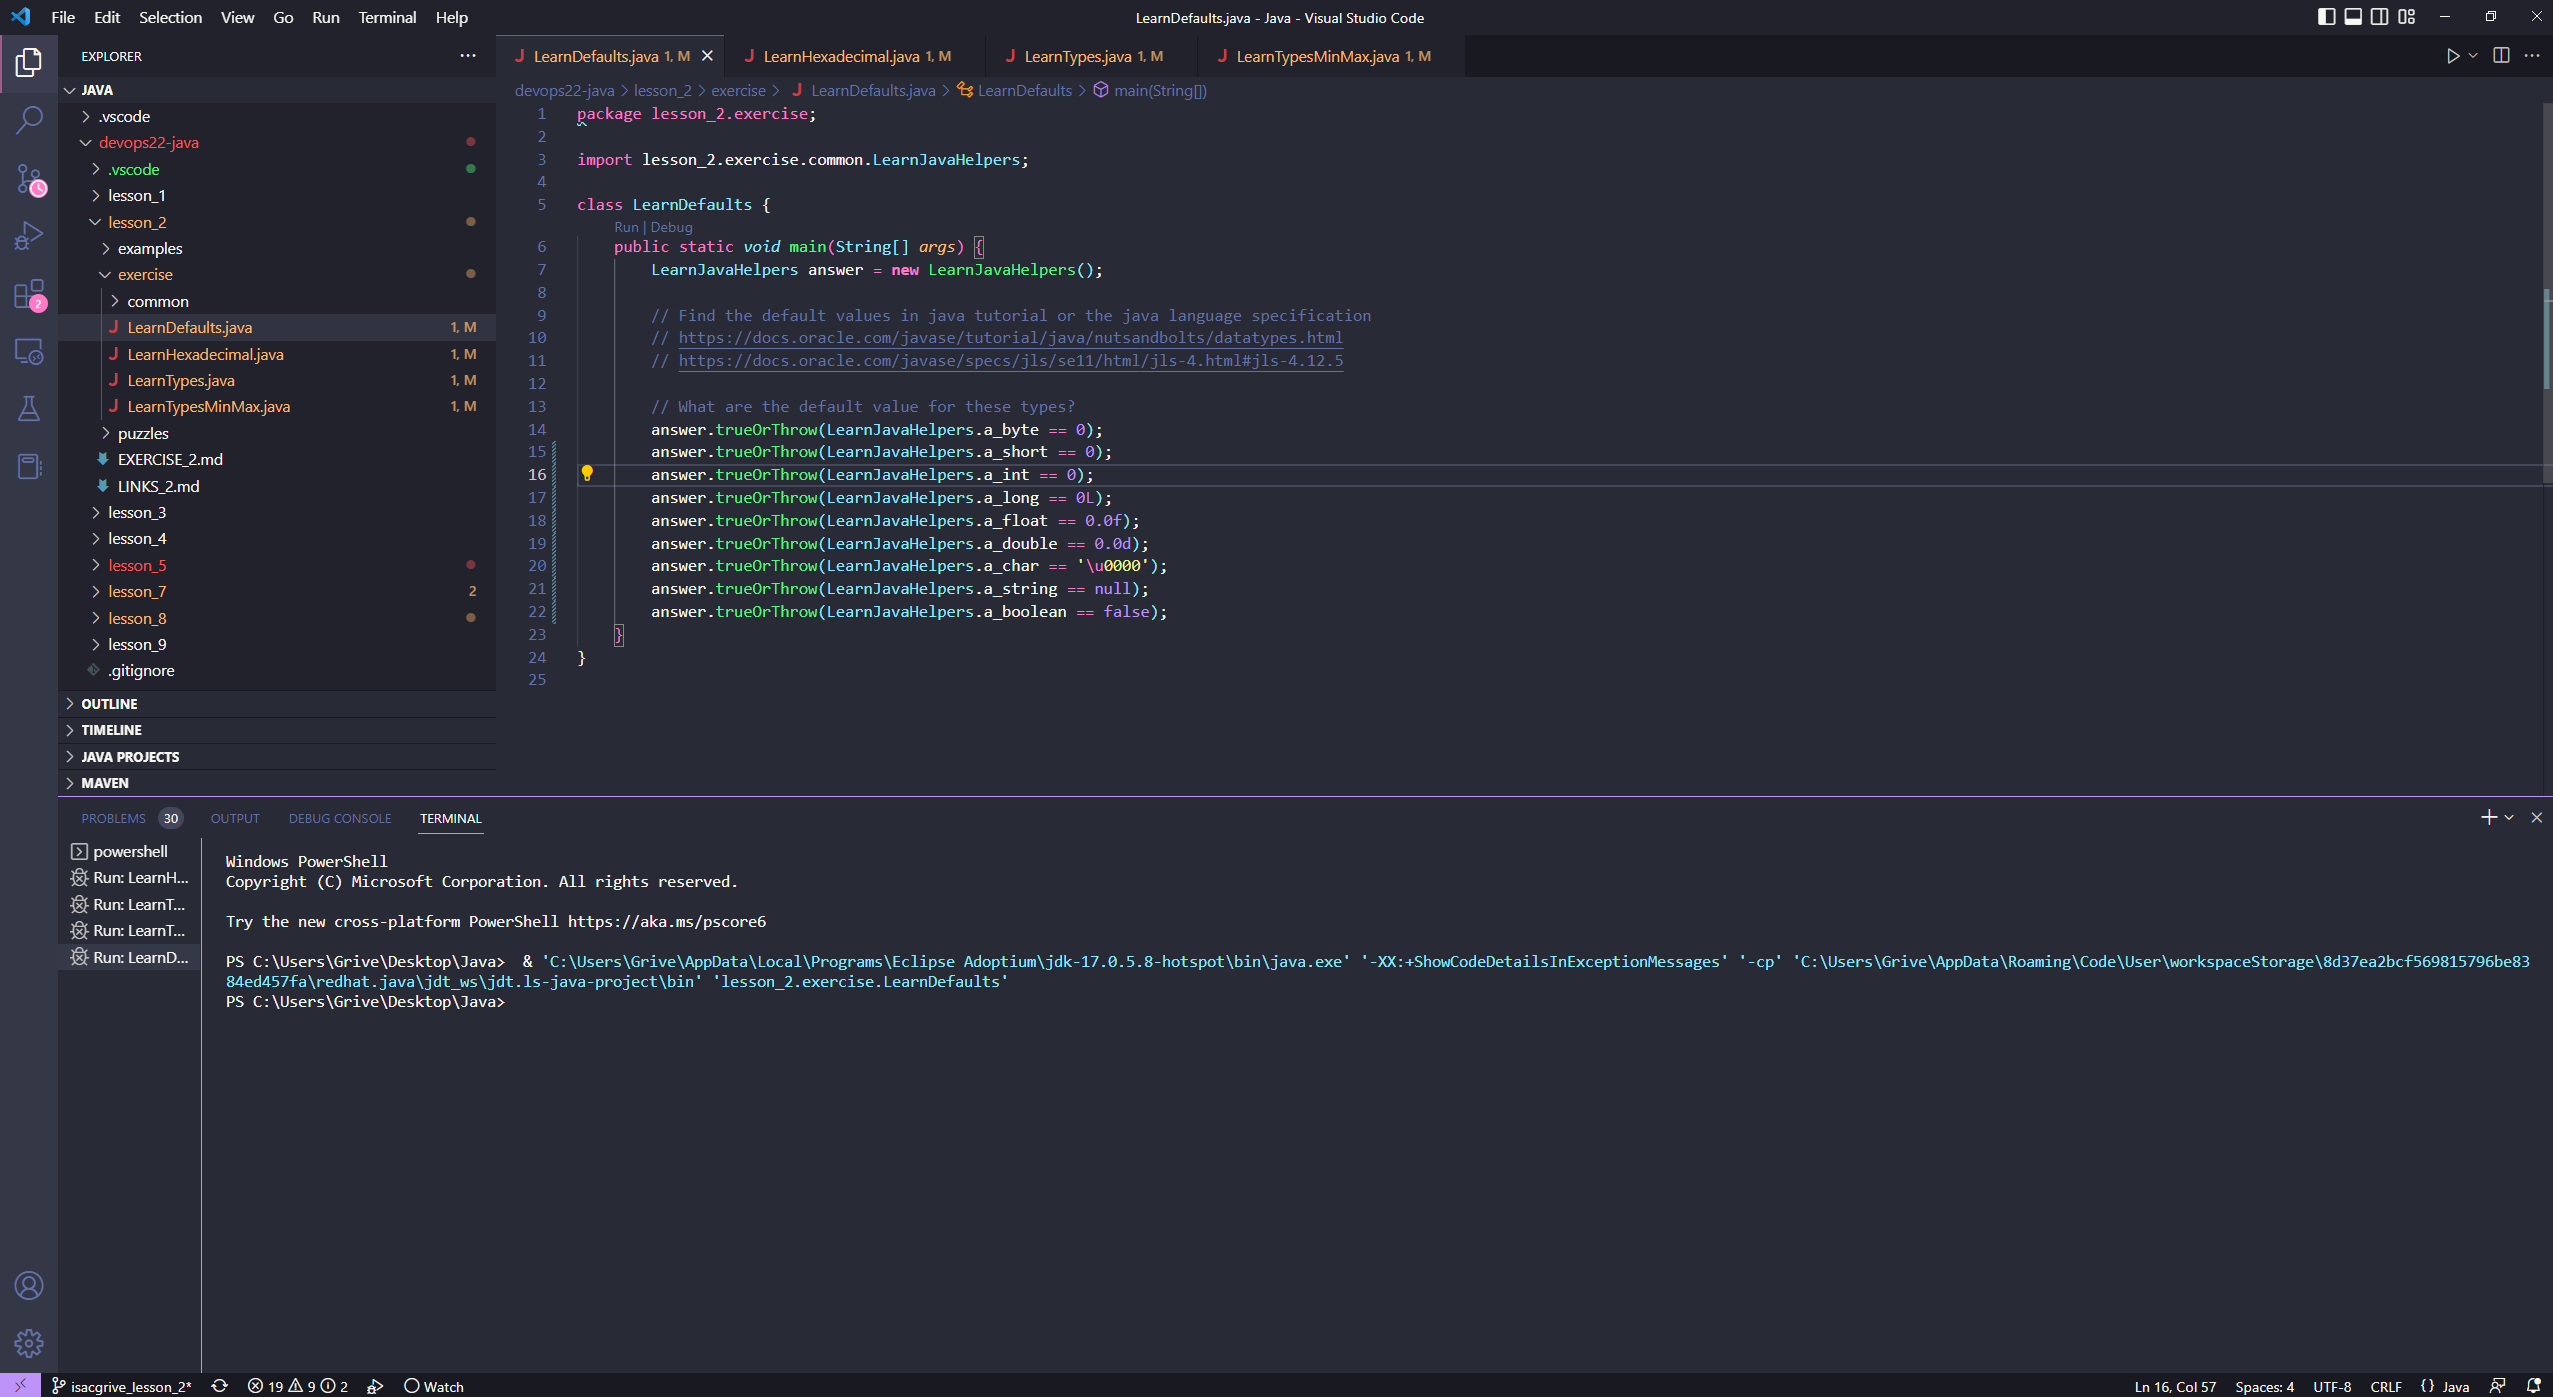 File Edit Selection View Go Run Terminal Help
LearnDefaults.java - Java - Visual Studio Code
EXPLORER
JAVA
.vscode
devops22-java
.vscode
lesson_1
lesson_2
examples
exercise
common
LearnDefaults.java 1, M
LearnHexadecimal.java 1, M
LearnTypes.java 1, M
LearnTypesMinMax.java 1, M
puzzles
EXERCISE_2.md
LINKS_2.md
lesson_3
lesson_4
lesson_5
lesson_7 2
lesson_8
lesson_9
.gitignore
OUTLINE
TIMELINE
JAVA PROJECTS
MAVEN
2
LearnDefaults.java 1, M LearnHexadecimal.java 1, M LearnTypes.java 1, M LearnTypesMinMax.java 1, M
devops22-java > lesson_2 > exercise > LearnDefaults.java > LearnDefaults > main(String[])
1 package lesson_2.exercise;
2
3 import lesson_2.exercise.common.LearnJavaHelpers;
4
5 class LearnDefaults {
Run | Debug
6 public static void main(String[] args) {
7 LearnJavaHelpers answer = new LearnJavaHelpers();
8
9 // Find the default values in java tutorial or the java language specification
10 // https://docs.oracle.com/javase/tutorial/java/nutsandbolts/datatypes.html
11 // https://docs.oracle.com/javase/specs/jls/se11/html/jls-4.html#jls-4.12.5
12
13 // What are the default value for these types?
14 answer.trueOrThrow(LearnJavaHelpers.a_byte == 0);
15 answer.trueOrThrow(LearnJavaHelpers.a_short == 0);
16 answer.trueOrThrow(LearnJavaHelpers.a_int == 0);
17 answer.trueOrThrow(LearnJavaHelpers.a_long == 0L);
18 answer.trueOrThrow(LearnJavaHelpers.a_float == 0.0f);
19 answer.trueOrThrow(LearnJavaHelpers.a_double == 0.0d);
20 answer.trueOrThrow(LearnJavaHelpers.a_char == '\u0000');
21 answer.trueOrThrow(LearnJavaHelpers.a_string == null);
22 answer.trueOrThrow(LearnJavaHelpers.a_boolean == false);
23 }
24 }
25
PROBLEMS 30 OUTPUT DEBUG CONSOLE TERMINAL
powershell
Run: LearnH...
Run: LearnT...
Run: LearnT...
Run: LearnD...
Windows PowerShell
Copyright (C) Microsoft Corporation. All rights reserved.
Try the new cross-platform PowerShell https://aka.ms/pscore6
PS C:\Users\Grive\Desktop\Java>  & 'C:\Users\Grive\AppData\Local\Programs\Eclipse Adoptium\jdk-17.0.5.8-hotspot\bin\java.exe' '-XX:+ShowCodeDetailsInExceptionMessages' '-cp' 'C:\Users\Grive\AppData\Roaming\Code\User\workspaceStorage\8d37ea2bcf569815796be83
84ed457fa\redhat.java\jdt_ws\jdt.ls-java-project\bin' 'lesson_2.exercise.LearnDefaults'
PS C:\Users\Grive\Desktop\Java>
isacgrive_lesson_2* 19 9 2 Watch
Ln 16, Col 57 Spaces: 4 UTF-8 CRLF {} Java